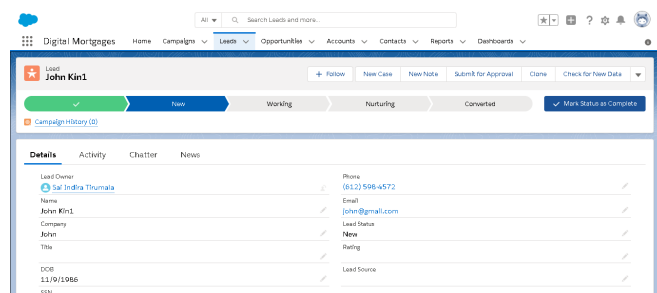 All Search Leads and more...
Digital Mortgages Home Campaigns Leads Opportunities Accounts Contacts Reports Dashboards
Lead
John Kin1
+ Follow New Case New Note Submit for Approval Clone Check for New Data
New Working Nurturing Converted Mark Status as Complete
Campaign History (0)
Details Activity Chatter News
Lead Owner Phone
Sai Indira Tirumala (612) 598-4572
Name Email
John Kin1 john@gmail.com
Company Lead Status
John New
Title Rating
DOB Lead Source
11/9/1986
SSN